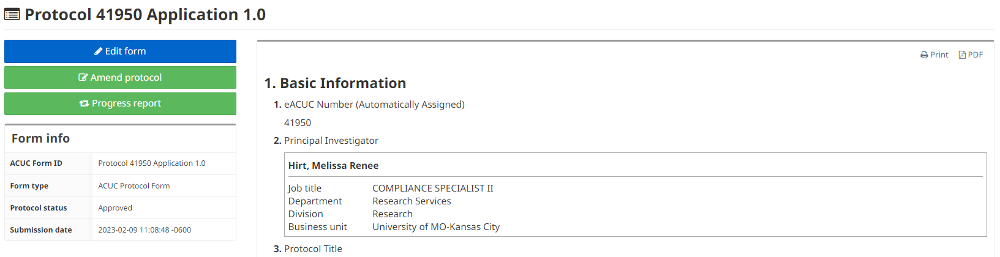 Protocol 41950 Application 1.0
Edit form
Amend protocol
Progress report
Form info
ACUC Form ID Protocol 41950 Application 1.0
Form type ACUC Protocol Form
Protocol status Approved
Submission date 2023-02-09 11:08:48 -0600
Print PDF
1. Basic Information
1. eACUC Number (Automatically Assigned)
41950
2. Principal Investigator
Hirt, Melissa Renee
Job title COMPLIANCE SPECIALIST II
Department Research Services
Division Research
Business unit University of MO-Kansas City
3. Protocol Title